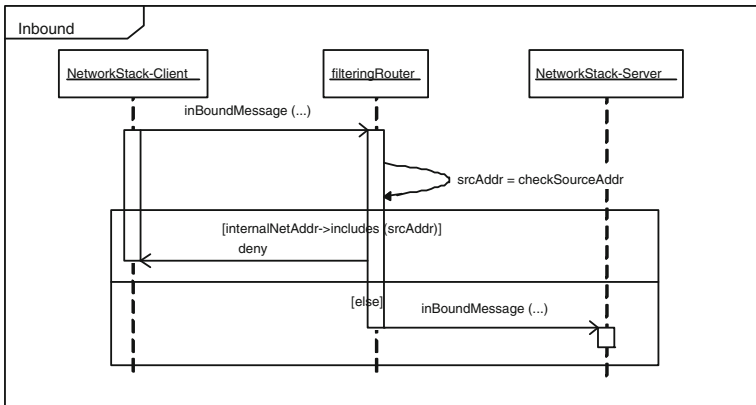 Inbound
NetworkStack-Client
filteringRouter
NetworkStack-Server
inBoundMessage (...)
srcAddr = checkSourceAddr
[internalNetAddr->includes (srcAddr)]
deny
[else]
inBoundMessage (...)